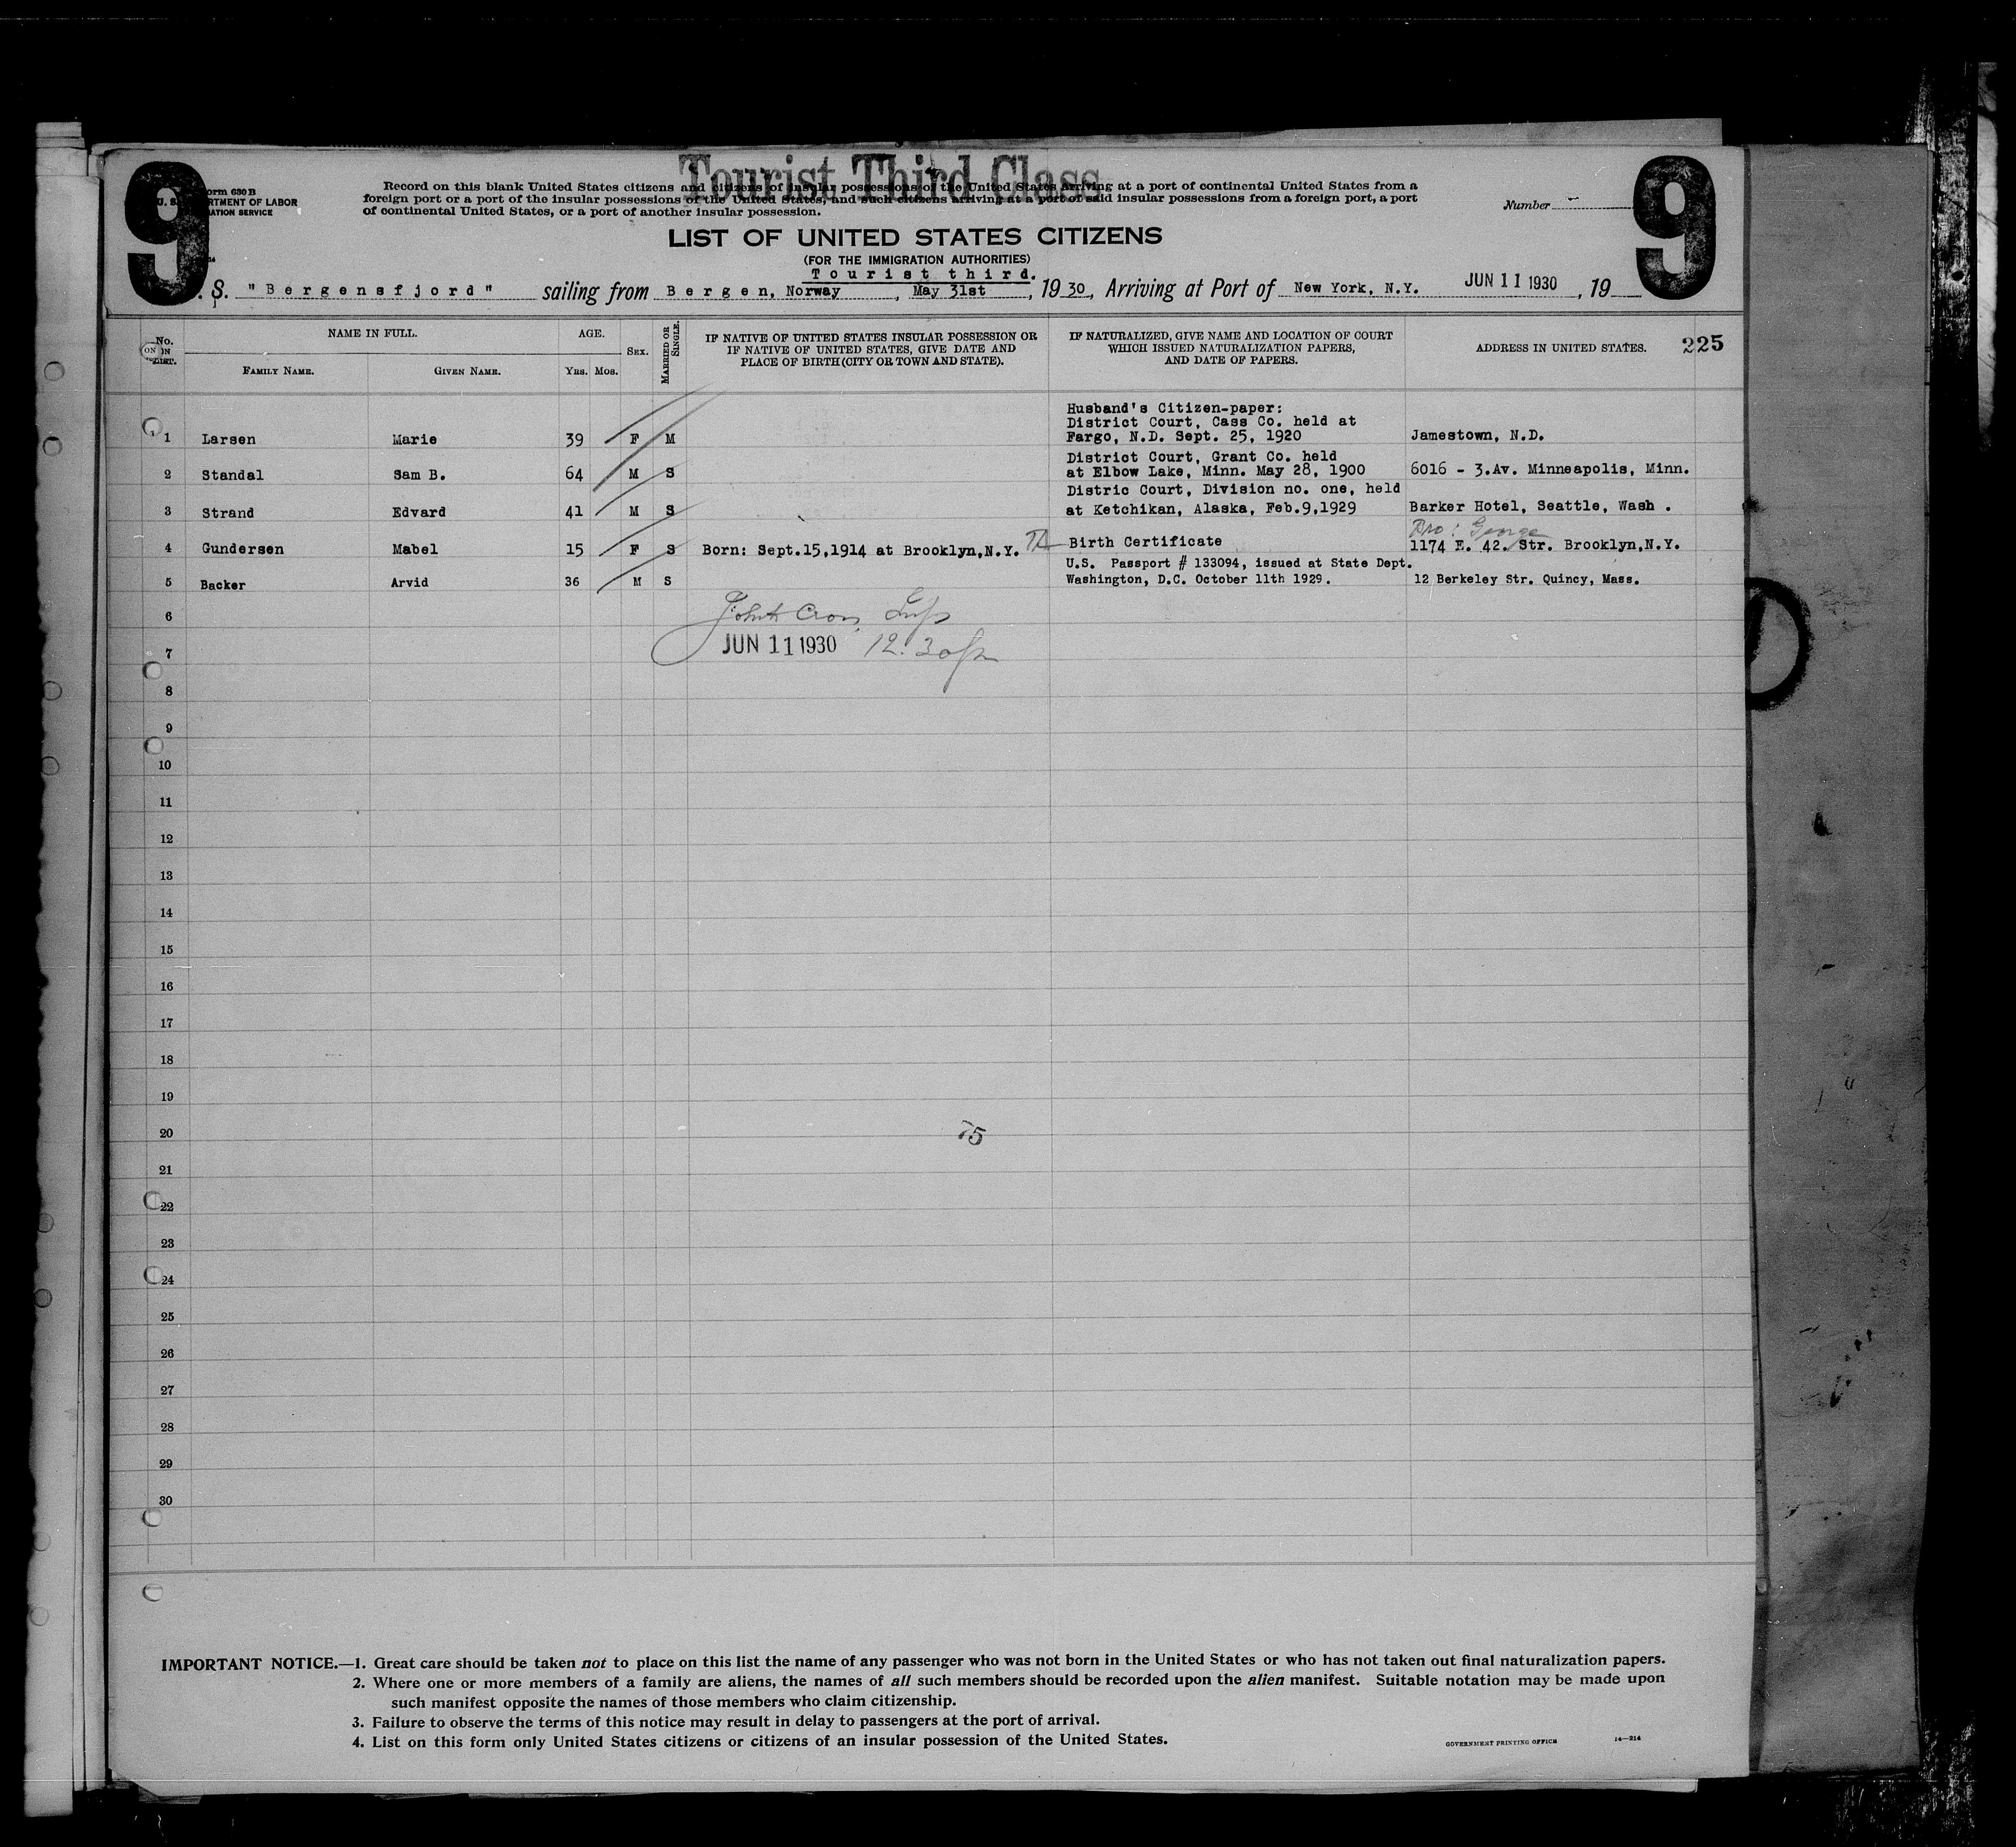 9
9
Tourist Third Class
Form 630 B
U. S. DEPARTMENT OF LABOR
IMMIGRATION SERVICE
Record on this blank United States citizens and citizens of insular possessions of the United States arriving at a port of continental United States from a
foreign port or a port of the insular possessions of the United States, and such citizens arriving at a port of said insular possessions from a foreign port, a port
of continental United States, or a port of another insular possession.
Number
LIST OF UNITED STATES CITIZENS
(FOR THE IMMIGRATION AUTHORITIES)
Tourist third.
S. S. "Bergensfjord" sailing from Bergen, Norway, May 31st, 1930, Arriving at Port of New York, N.Y. JUN 11 1930, 19
No. ON LIST. NAME IN FULL. AGE. SEX. MARRIED OR SINGLE. IF NATIVE OF UNITED STATES INSULAR POSSESSION OR IF NATIVE OF UNITED STATES, GIVE DATE AND PLACE OF BIRTH (CITY OR TOWN AND STATE). IF NATURALIZED, GIVE NAME AND LOCATION OF COURT WHICH ISSUED NATURALIZATION PAPERS, AND DATE OF PAPERS. ADDRESS IN UNITED STATES. 225
FAMILY NAME. GIVEN NAME. YRS. MOS.
Husband's Citizen-paper:
District Court, Cass Co. held at
1 Larsen Marie 39 F M Fargo, N.D. Sept. 25, 1920 Jamestown, N.D.
District Court, Grant Co. held
2 Standal Sam B. 64 M S at Elbow Lake, Minn. May 28, 1900 6016 - 3.Av. Minneapolis, Minn.
Distric Court, Division no. one, held
3 Strand Edvard 41 M S at Ketchikan, Alaska, Feb.9,1929 Barker Hotel, Seattle, Wash .
Bro: George
4 Gundersen Mabel 15 F S Born: Sept.15,1914 at Brooklyn,N.Y. Birth Certificate 1174 E. 42. Str. Brooklyn,N.Y.
U.S. Passport # 133094, issued at State Dept.
5 Backer Arvid 36 M S Washington, D.C. October 11th 1929. 12 Berkeley Str. Quincy, Mass.
6
JUN 11 1930 12.30
7
8
9
10
11
12
13
14
15
16
17
18
19
20 75
21
22
23
24
25
26
27
28
29
30
IMPORTANT NOTICE.—1. Great care should be taken not to place on this list the name of any passenger who was not born in the United States or who has not taken out final naturalization papers.
2. Where one or more members of a family are aliens, the names of all such members should be recorded upon the alien manifest. Suitable notation may be made upon
such manifest opposite the names of those members who claim citizenship.
3. Failure to observe the terms of this notice may result in delay to passengers at the port of arrival.
4. List on this form only United States citizens or citizens of an insular possession of the United States.
GOVERNMENT PRINTING OFFICE 14—214